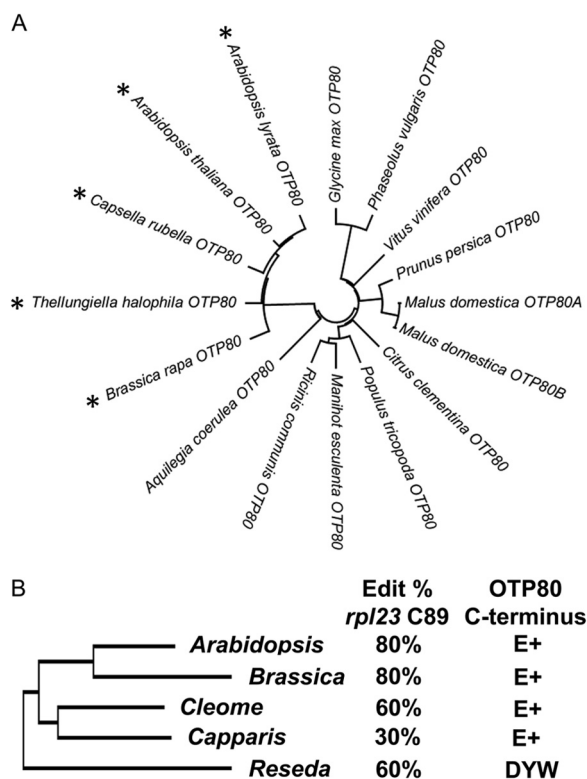 A
* Arabidopsis lyrata OTP80
* Arabidopsis thaliana OTP80
* Capsella rubella OTP80
* Thellungiella halophila OTP80
* Brassica rapa OTP80
Aquilegia coerulea OTP80
Ricinis communis OTP80
Manihot esculenta OTP80
Populus tricopoda OTP80
Citrus clementina OTP80
Malus domestica OTP80B
Malus domestica OTP80A
Prunus persica OTP80
Vitus vinifera OTP80
Phaseolus vulgaris OTP80
Glycine max OTP80
B
Edit % OTP80
rpl23 C89 C-terminus
Arabidopsis 80% E+
Brassica 80% E+
Cleome 60% E+
Capparis 30% E+
Reseda 60% DYW